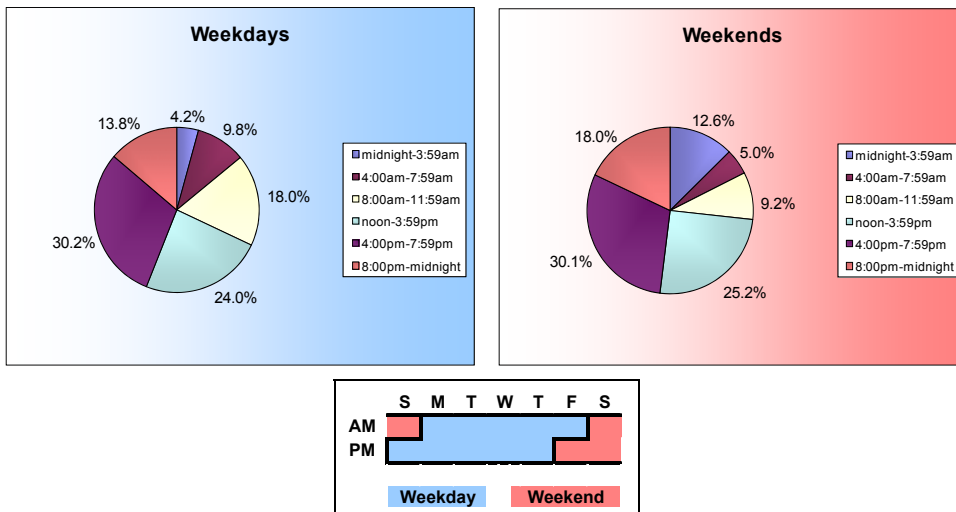 Weekdays
4.2%
9.8%
18.0%
24.0%
30.2%
13.8%
midnight-3:59am
4:00am-7:59am
8:00am-11:59am
noon-3:59pm
4:00pm-7:59pm
8:00pm-midnight
Weekends
12.6%
5.0%
9.2%
25.2%
30.1%
18.0%
midnight-3:59am
4:00am-7:59am
8:00am-11:59am
noon-3:59pm
4:00pm-7:59pm
8:00pm-midnight
S M T W T F S
AM
PM
Weekday Weekend